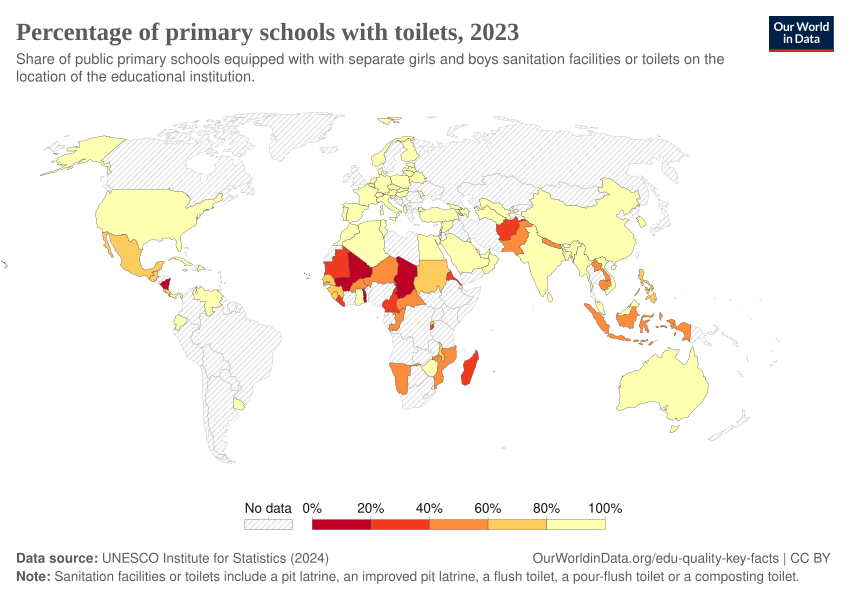 Percentage of primary schools with toilets, 2023
Our World
in Data
Share of public primary schools equipped with with separate girls and boys sanitation facilities or toilets on the
location of the educational institution.
No data 0% 20% 40% 60% 80% 100%
Data source: UNESCO Institute for Statistics (2024)
OurWorldinData.org/edu-quality-key-facts | CC BY
Note: Sanitation facilities or toilets include a pit latrine, an improved pit latrine, a flush toilet, a pour-flush toilet or a composting toilet.